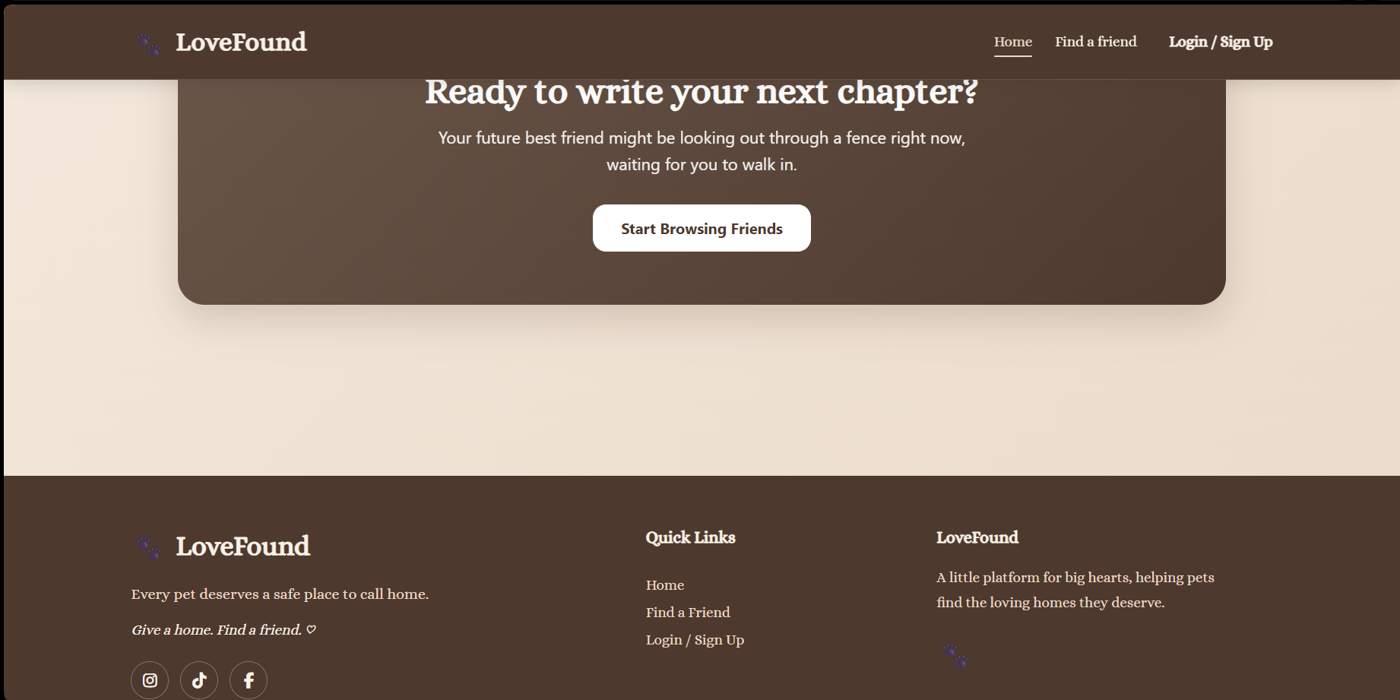 LoveFound
Home
Find a friend
Login / Sign Up
Ready to write your next chapter?
Your future best friend might be looking out through a fence right now,
waiting for you to walk in.
Start Browsing Friends
LoveFound
Every pet deserves a safe place to call home.
Give a home. Find a friend. ♡
Quick Links
Home
Find a Friend
Login / Sign Up
LoveFound
A little platform for big hearts, helping pets
find the loving homes they deserve.